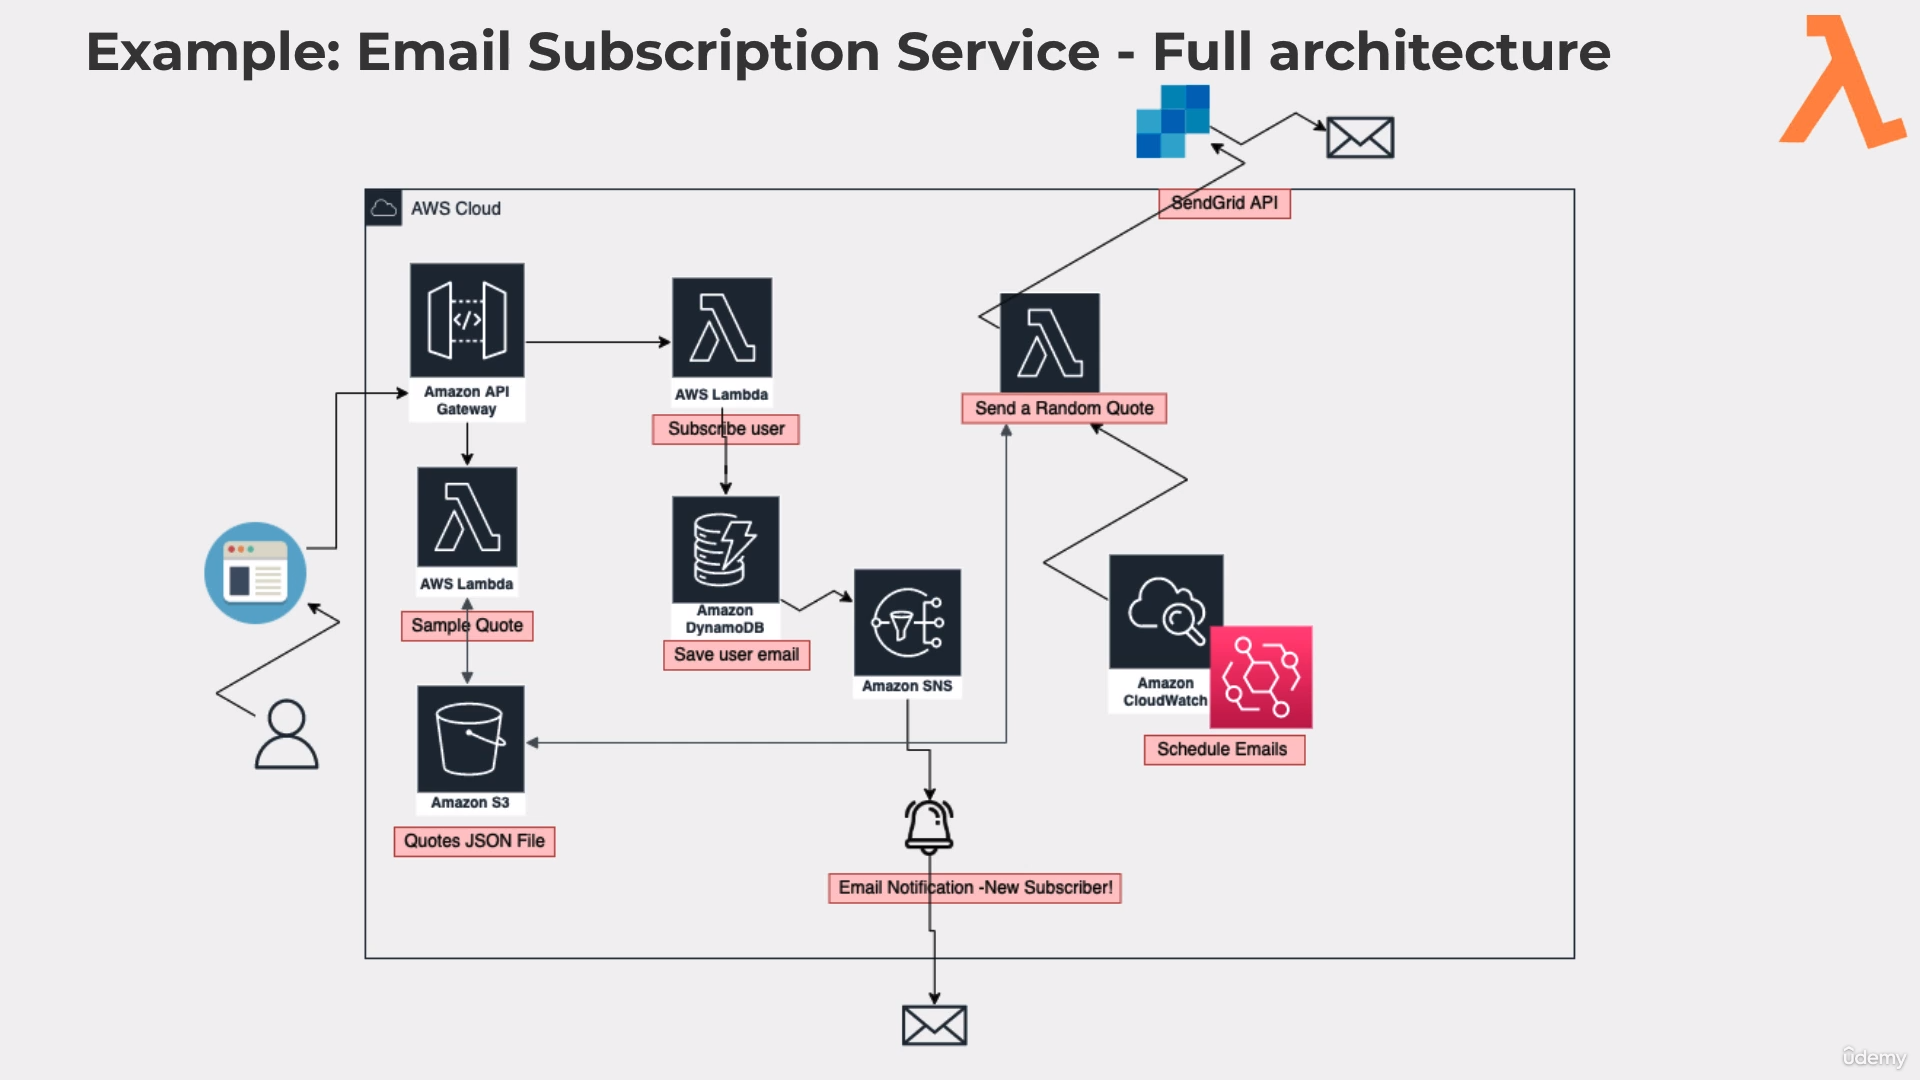 Example: Email Subscription Service - Full architecture
SendGrid API
AWS Cloud
Amazon API
Gateway
AWS Lambda
Subscribe user
Send a Random Quote
AWS Lambda
Sample Quote
Amazon
DynamoDB
Save user email
Amazon SNS
Amazon
CloudWatch
Schedule Emails
Amazon S3
Quotes JSON File
Email Notification -New Subscriber!
ûdemy